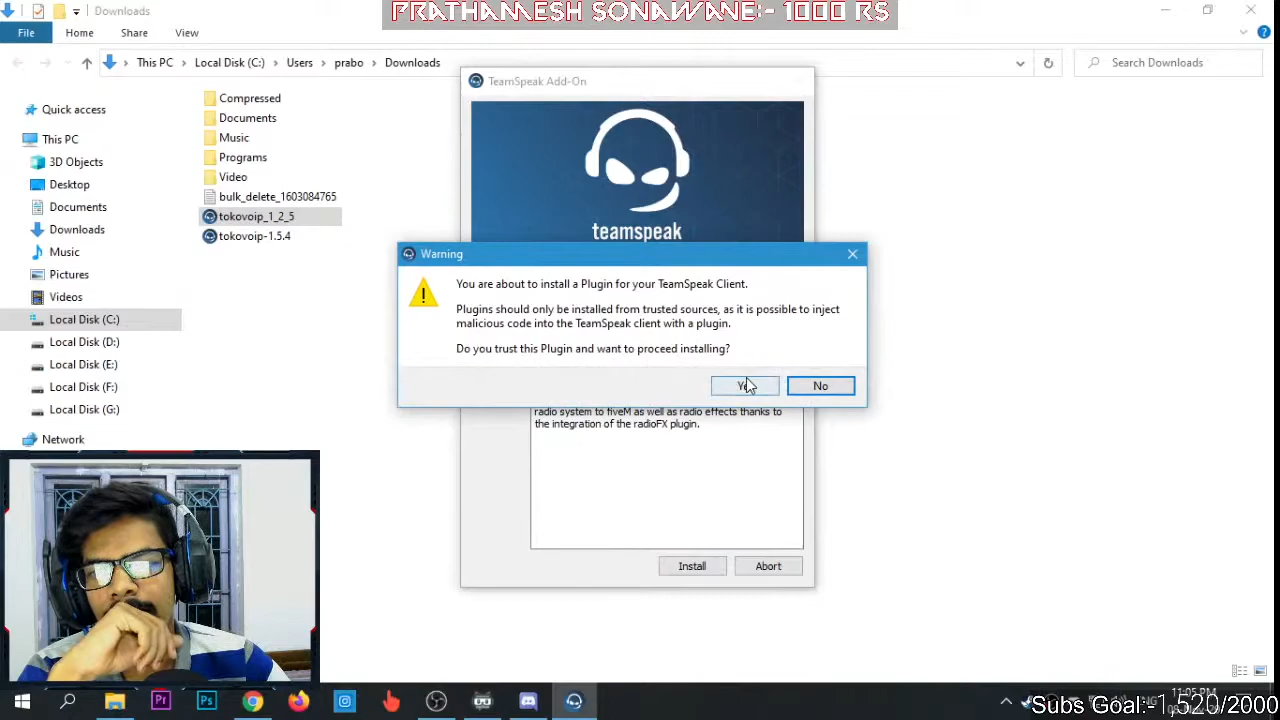 Downloads
PRATHAMESH SONAWANE:- 1000 RS
File
Home
Share
View
This PC
Local Disk (C:)
Users
prabo
Downloads
Search Downloads
Quick access
This PC
3D Objects
Desktop
Documents
Downloads
Music
Pictures
Videos
Local Disk (C:)
Local Disk (D:)
Local Disk (E:)
Local Disk (F:)
Local Disk (G:)
Network
Compressed
Documents
Music
Programs
Video
bulk_delete_1603084765
tokovoip_1_2_5
tokovoip-1.5.4
TeamSpeak Add-On
teamspeak
Warning
You are about to install a Plugin for your TeamSpeak Client.
Plugins should only be installed from trusted sources, as it is possible to inject
malicious code into the TeamSpeak client with a plugin.
Do you trust this Plugin and want to proceed installing?
No
radio system to fiveM as well as radio effects thanks to
the integration of the radioFX plugin.
Install
Abort
Pr
Ps
11:05 PM
Subs Goal:-1,520/2000